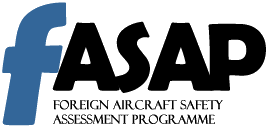 fASAP
FOREIGN AIRCRAFT SAFETY
ASSESSMENT PROGRAMME